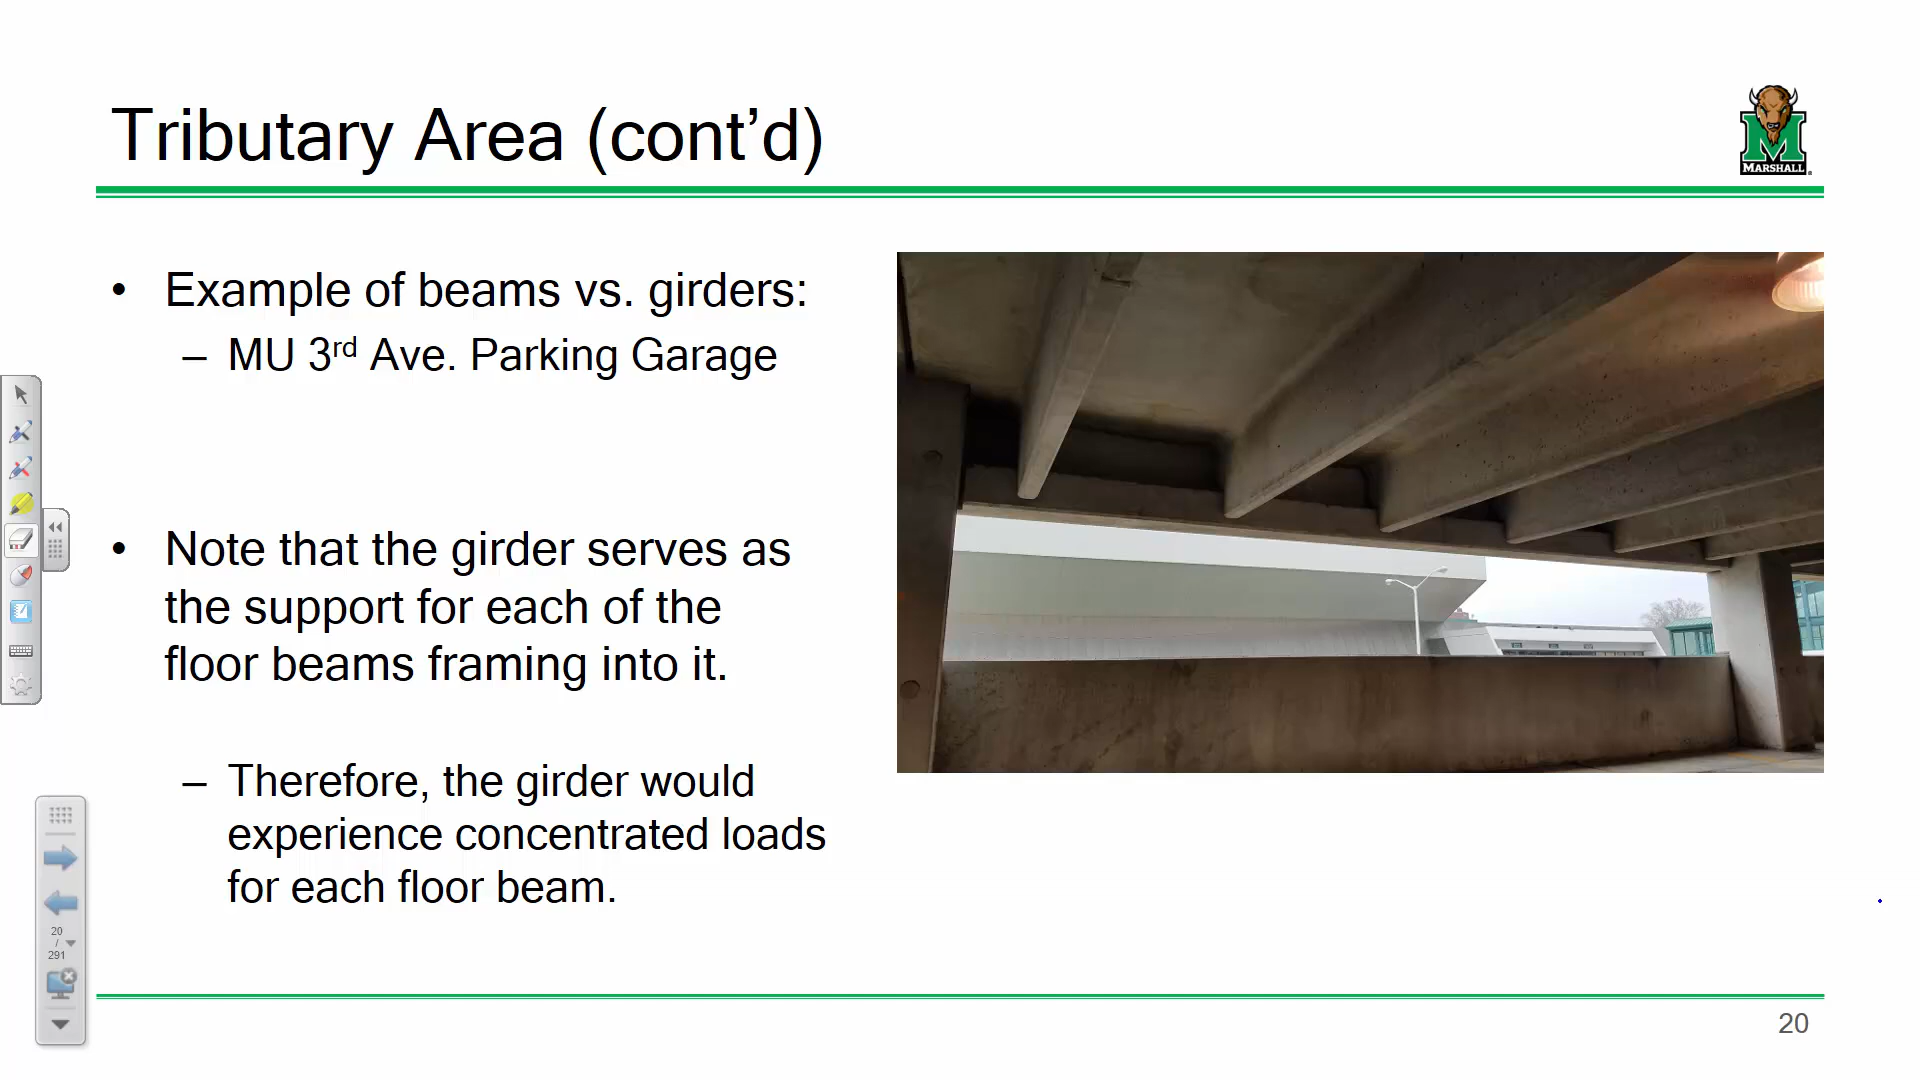 Tributary Area (cont’d)
MARSHALL
• Example of beams vs. girders:
– MU 3rd Ave. Parking Garage
• Note that the girder serves as
the support for each of the
floor beams framing into it.
– Therefore, the girder would
experience concentrated loads
for each floor beam.
20
/
291
20